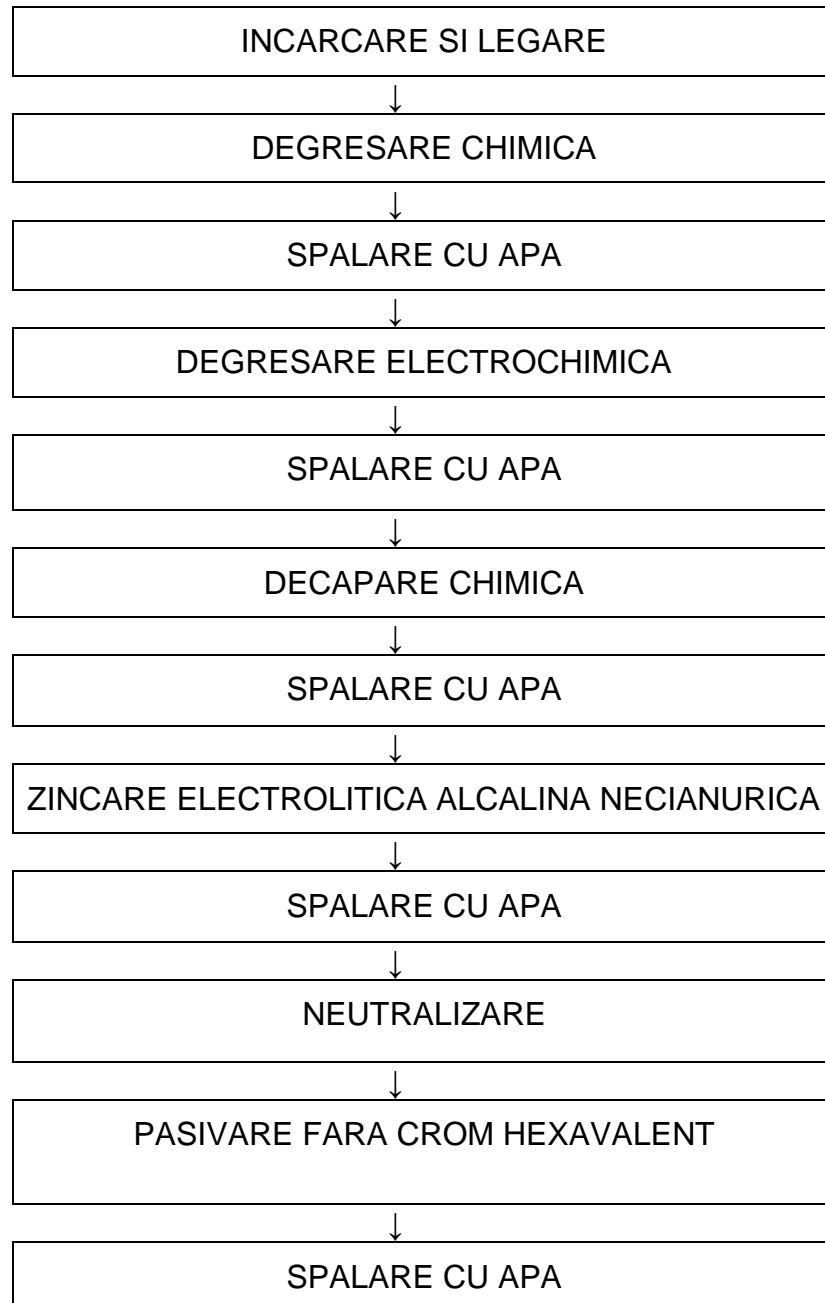 INCARCARE SI LEGARE
↓
DEGRESARE CHIMICA
↓
SPALARE CU APA
↓
DEGRESARE ELECTROCHIMICA
↓
SPALARE CU APA
↓
DECAPARE CHIMICA
↓
SPALARE CU APA
↓
ZINCARE ELECTROLITICA ALCALINA NECIANURICA
↓
SPALARE CU APA
↓
NEUTRALIZARE
↓
PASIVARE FARA CROM HEXAVALENT
↓
SPALARE CU APA